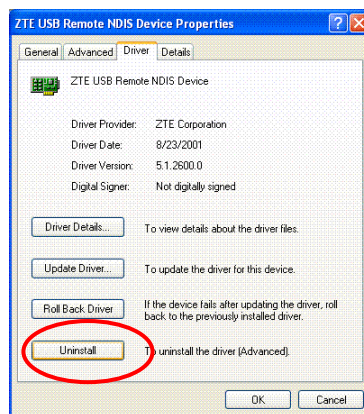 ZTE USB Remote NDIS Device Properties
General Advanced Driver Details
ZTE USB Remote NDIS Device
Driver Provider: ZTE Corporation
Driver Date: 8/23/2001
Driver Version: 5.1.2600.0
Digital Signer: Not digitally signed
Driver Details... To view details about the driver files.
Update Driver... To update the driver for this device.
Roll Back Driver If the device fails after updating the driver, roll
back to the previously installed driver.
Uninstall To uninstall the driver (Advanced).
OK Cancel